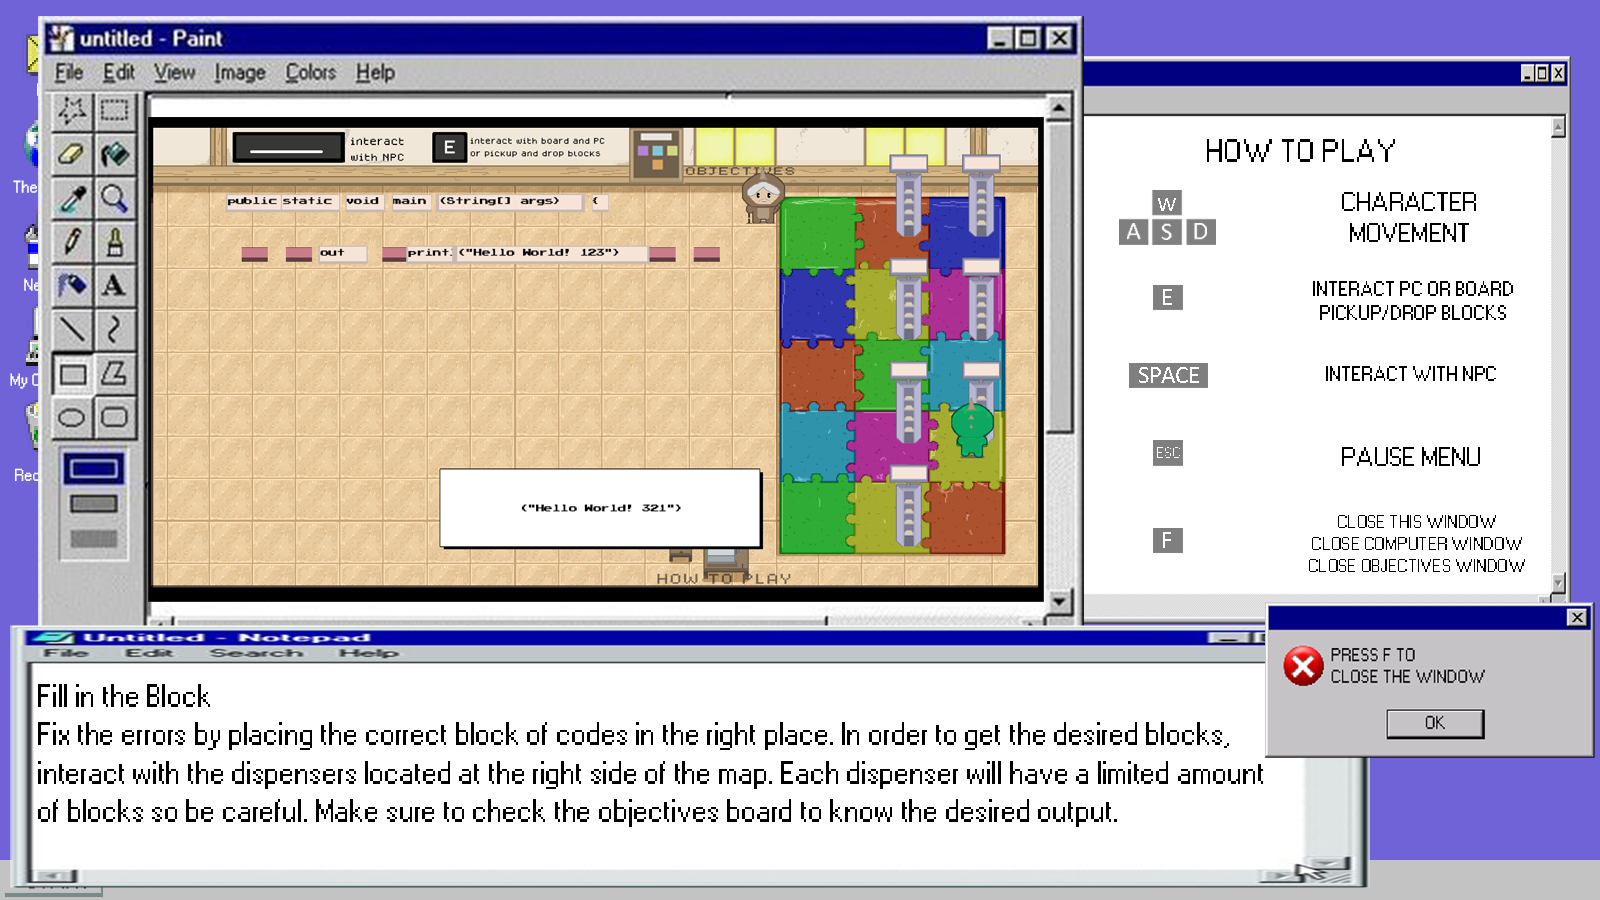 untitled - Paint
File Edit View Image Colors Help
interact
with NPC
E
interact with board and PC
or pickup and drop blocks
OBJECTIVES
public static void main (String[] args) {
out print ("Hello World! 123")
("Hello World! 321")
HOW TO PLAY
HOW TO PLAY
W
A S D
CHARACTER
MOVEMENT
E
INTERACT PC OR BOARD
PICKUP/DROP BLOCKS
SPACE
INTERACT WITH NPC
ESC
PAUSE MENU
F
CLOSE THIS WINDOW
CLOSE COMPUTER WINDOW
CLOSE OBJECTIVES WINDOW
PRESS F TO
CLOSE THE WINDOW
OK
Untitled - Notepad
File Edit Search Help
Fill in the Block
Fix the errors by placing the correct block of codes in the right place. In order to get the desired blocks,
interact with the dispensers located at the right side of the map. Each dispenser will have a limited amount
of blocks so be careful. Make sure to check the objectives board to know the desired output.
The
Ne
My C
Rec